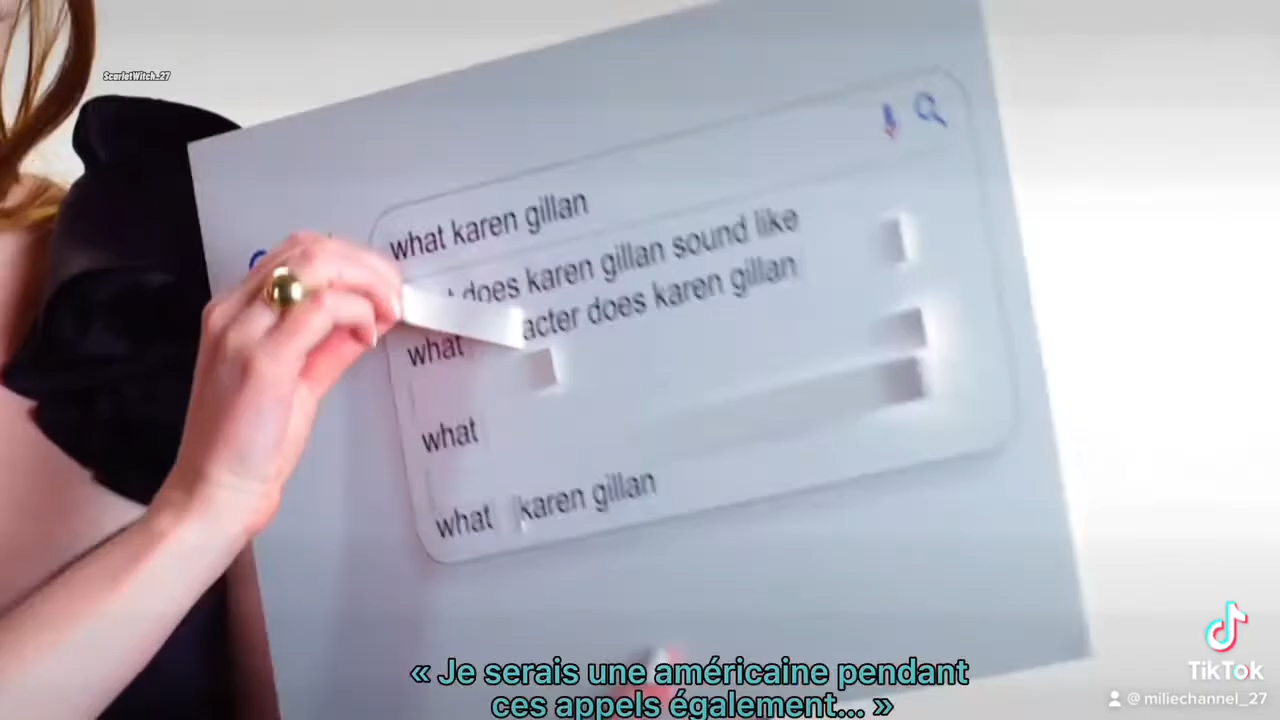 ScarletWitch_27
what karen gillan
does karen gillan sound like
what acter does karen gillan
what
what karen gillan
« Je serais une américaine pendant
ces appels également... »
TikTok
@miliechannel_27